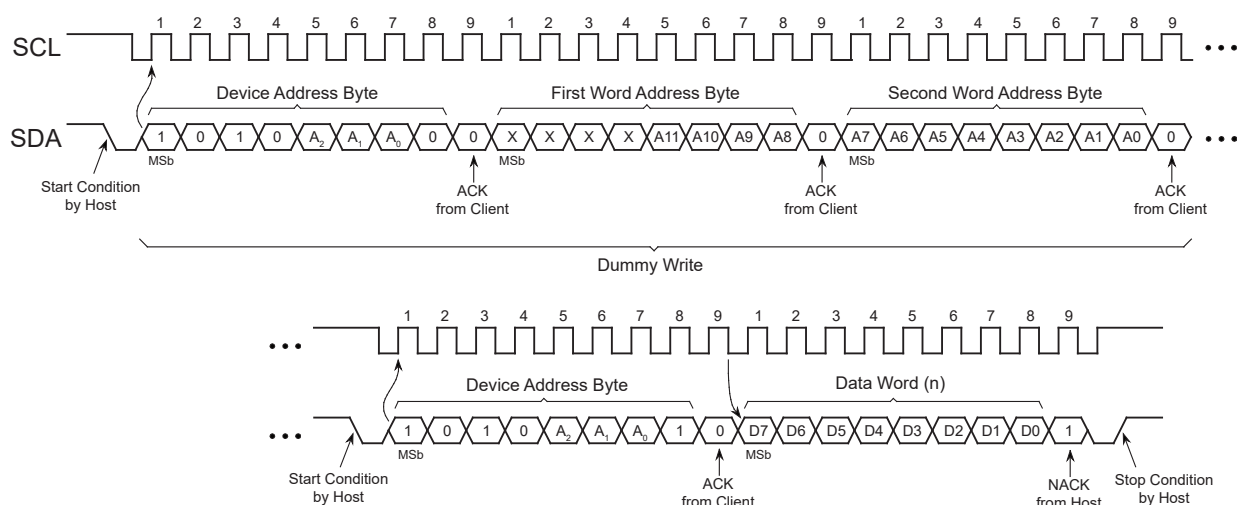 1 2 3 4 5 6 7 8 9 1 2 3 4 5 6 7 8 9 1 2 3 4 5 6 7 8 9
SCL
Device Address Byte First Word Address Byte Second Word Address Byte
SDA 1 0 1 0 A₂ A₁ A₀ 0 0 X X X X A11 A10 A9 A8 0 A7 A6 A5 A4 A3 A2 A1 A0 0
MSb MSb MSb
Start Condition
by Host
ACK
from Client
ACK
from Client
ACK
from Client
Dummy Write
1 2 3 4 5 6 7 8 9 1 2 3 4 5 6 7 8 9
Device Address Byte Data Word (n)
1 0 1 0 A₂ A₁ A₀ 1 0 D7 D6 D5 D4 D3 D2 D1 D0 1
MSb MSb
Start Condition
by Host
ACK
from Client
NACK
from Host
Stop Condition
by Host